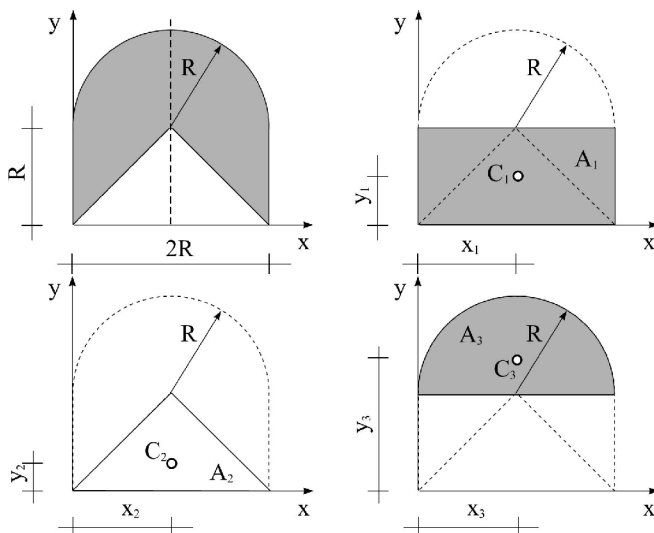 y
R
R
x
2R
y
R
A₁
C₁
y₁
x
x₁
y
R
C₂
A₂
y₂
x
x₂
y
A₃
R
C₃
y₃
x
x₃